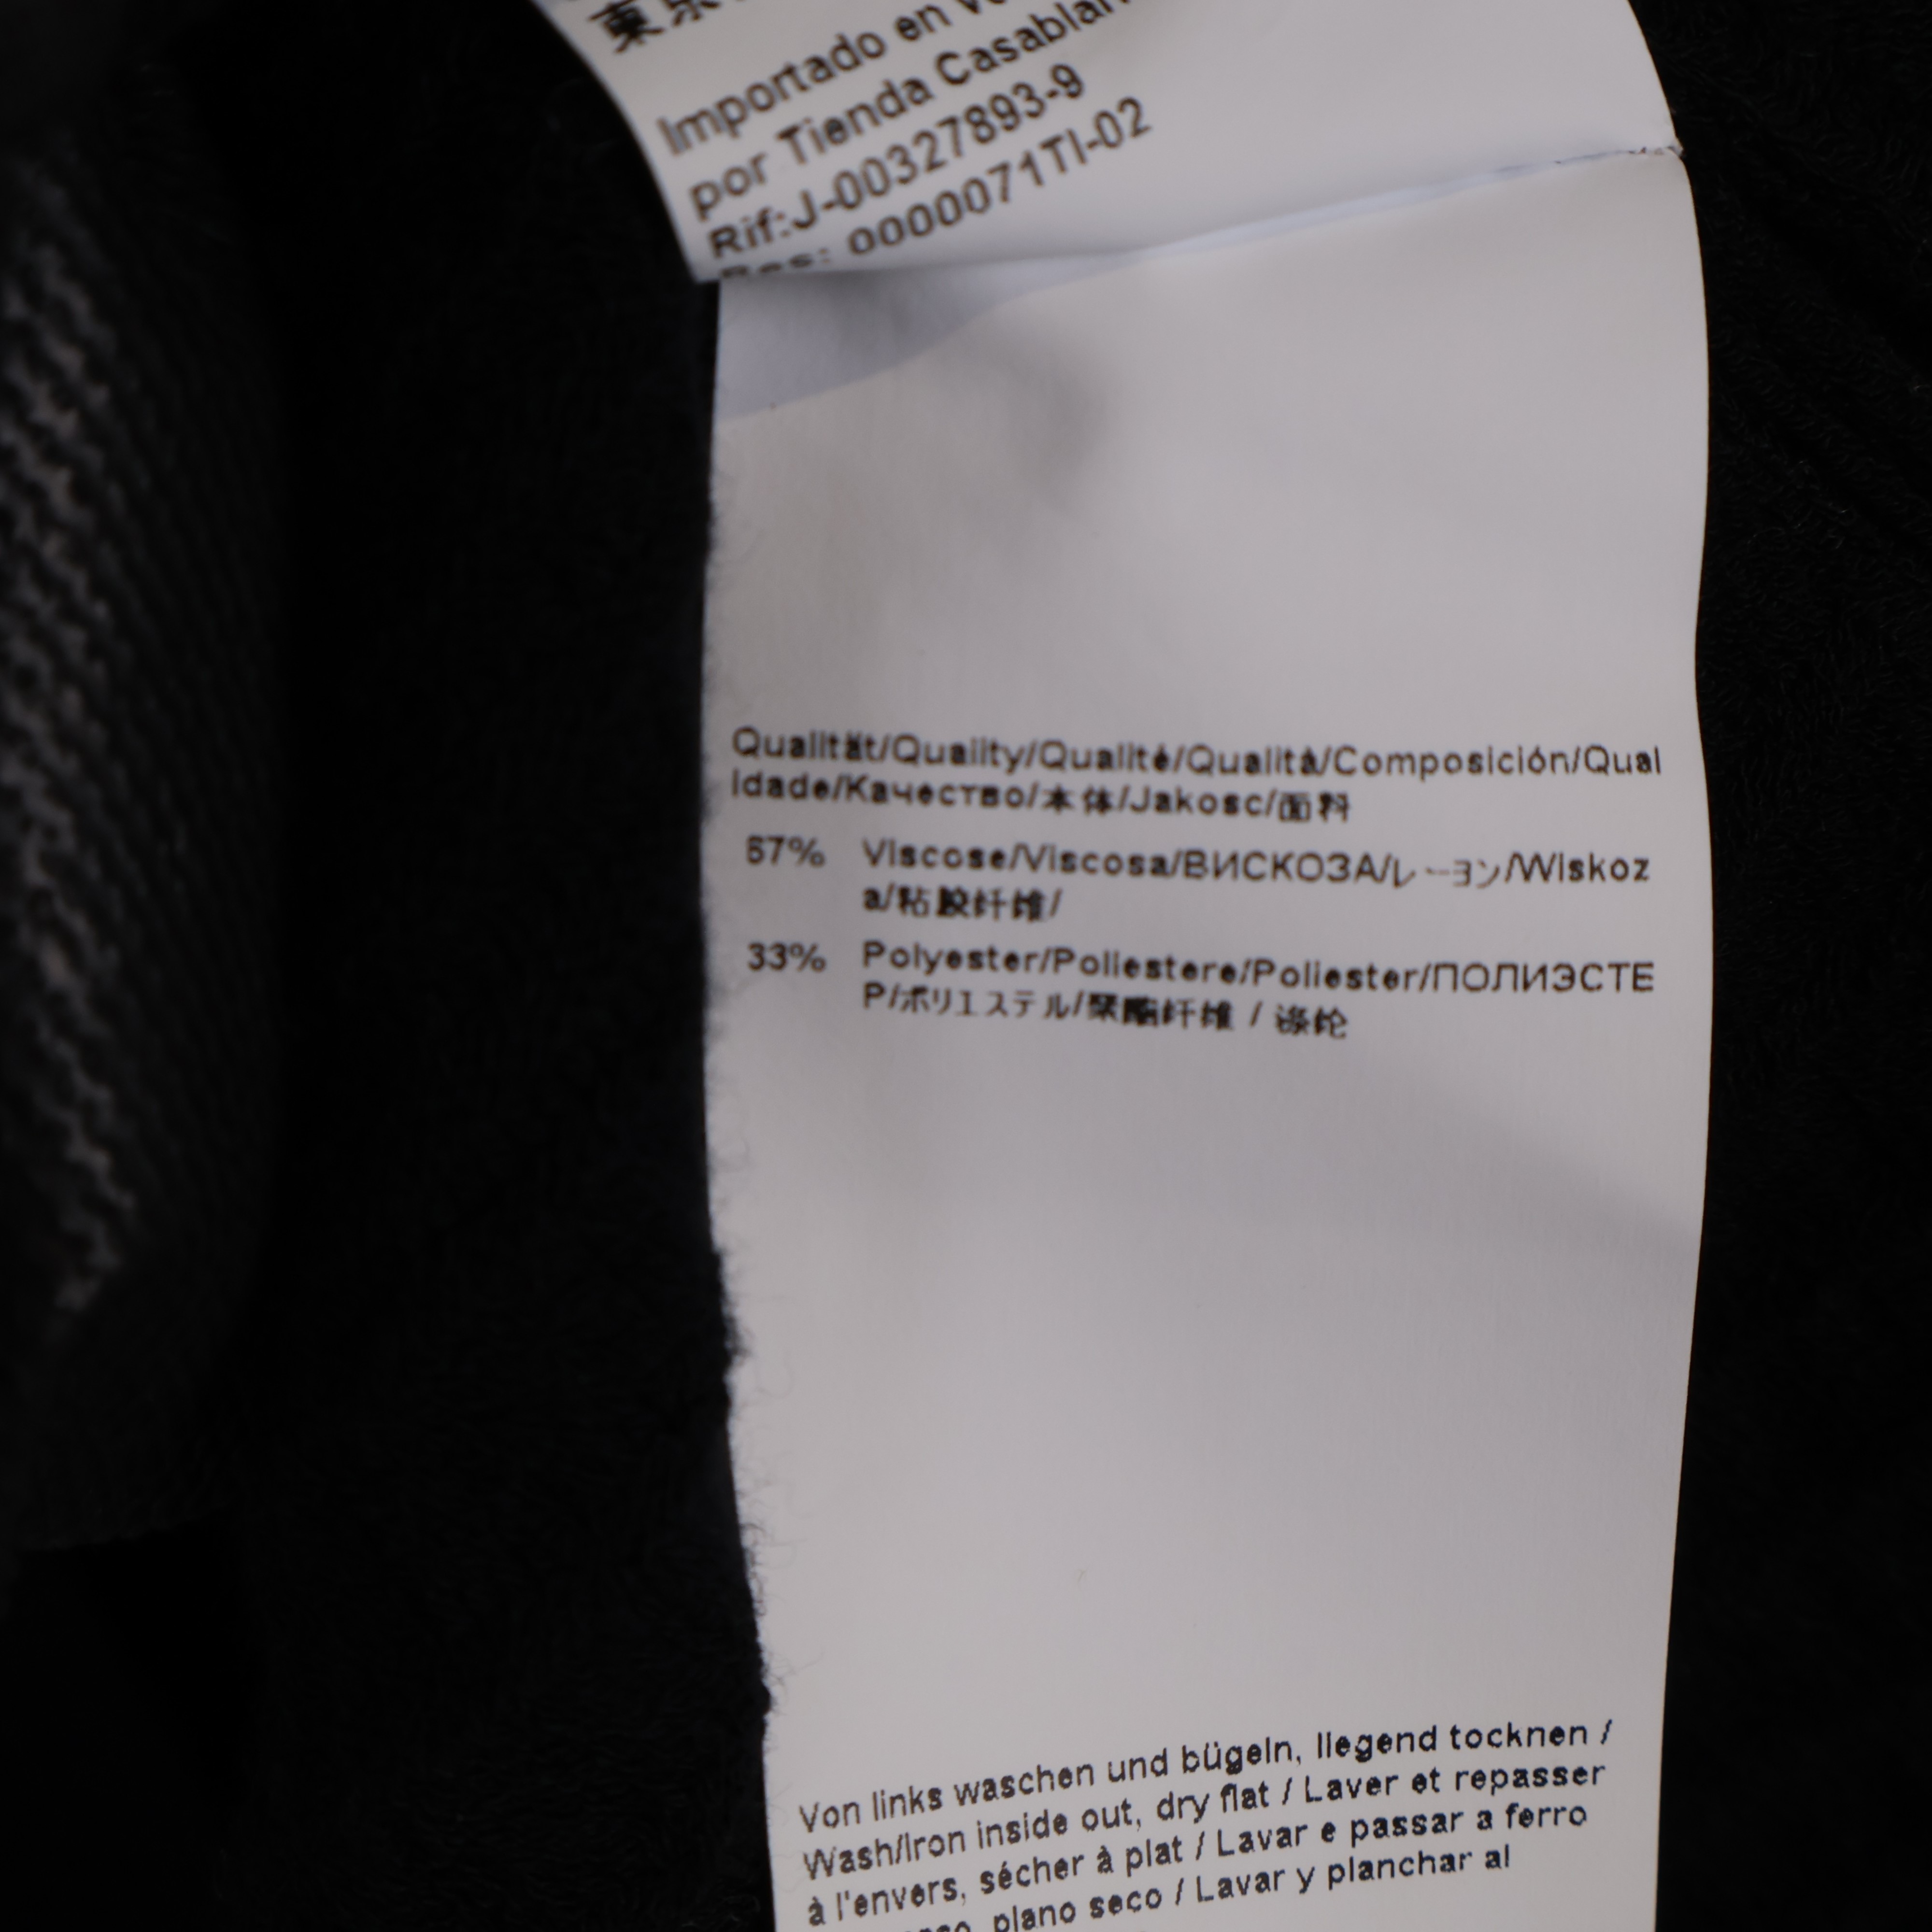 東京
Importado en
por Tienda
Rif:J-00327893-9
Res: 0000071TI-02
Qualität/Quality/Qualité/Qualità/Composición/Qual
idade/Качество/本体/Jakosc/面料
67% Viscose/Viscosa/ВИСКОЗА/レーヨン/Wiskoz
a/粘胶纤维/
33% Polyester/Poliestere/Poliester/ПОЛИЭСТЕ
Р/ポリエステル/聚酯纤维 / 涤纶
Von links waschen und bügeln, liegend tocknen /
Wash/Iron inside out, dry flat / Laver et repasser
à l'envers, sécher à plat / Lavar e passar a ferro
plano seco / Lavar y planchar al